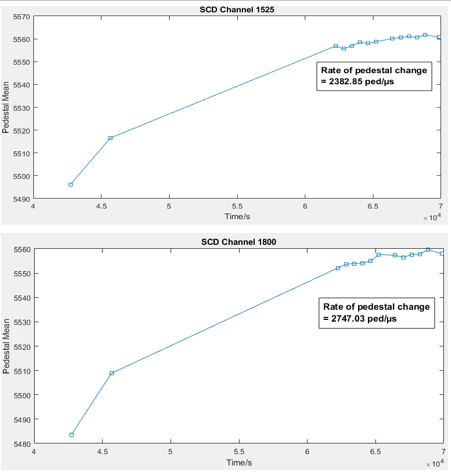 SCD Channel 1525
5570
5560
5550
5540
5530
5520
5510
5500
5490
Pedestal Mean
Rate of pedestal change
= 2382.85 ped/µs
4 4.5 5 5.5 6 6.5 7
Time/s
×10⁴
SCD Channel 1800
5560
5550
5540
5530
5520
5510
5500
5490
5480
Pedestal Mean
Rate of pedestal change
= 2747.03 ped/µs
4 4.5 5 5.5 6 6.5 7
Time/s
×10⁴